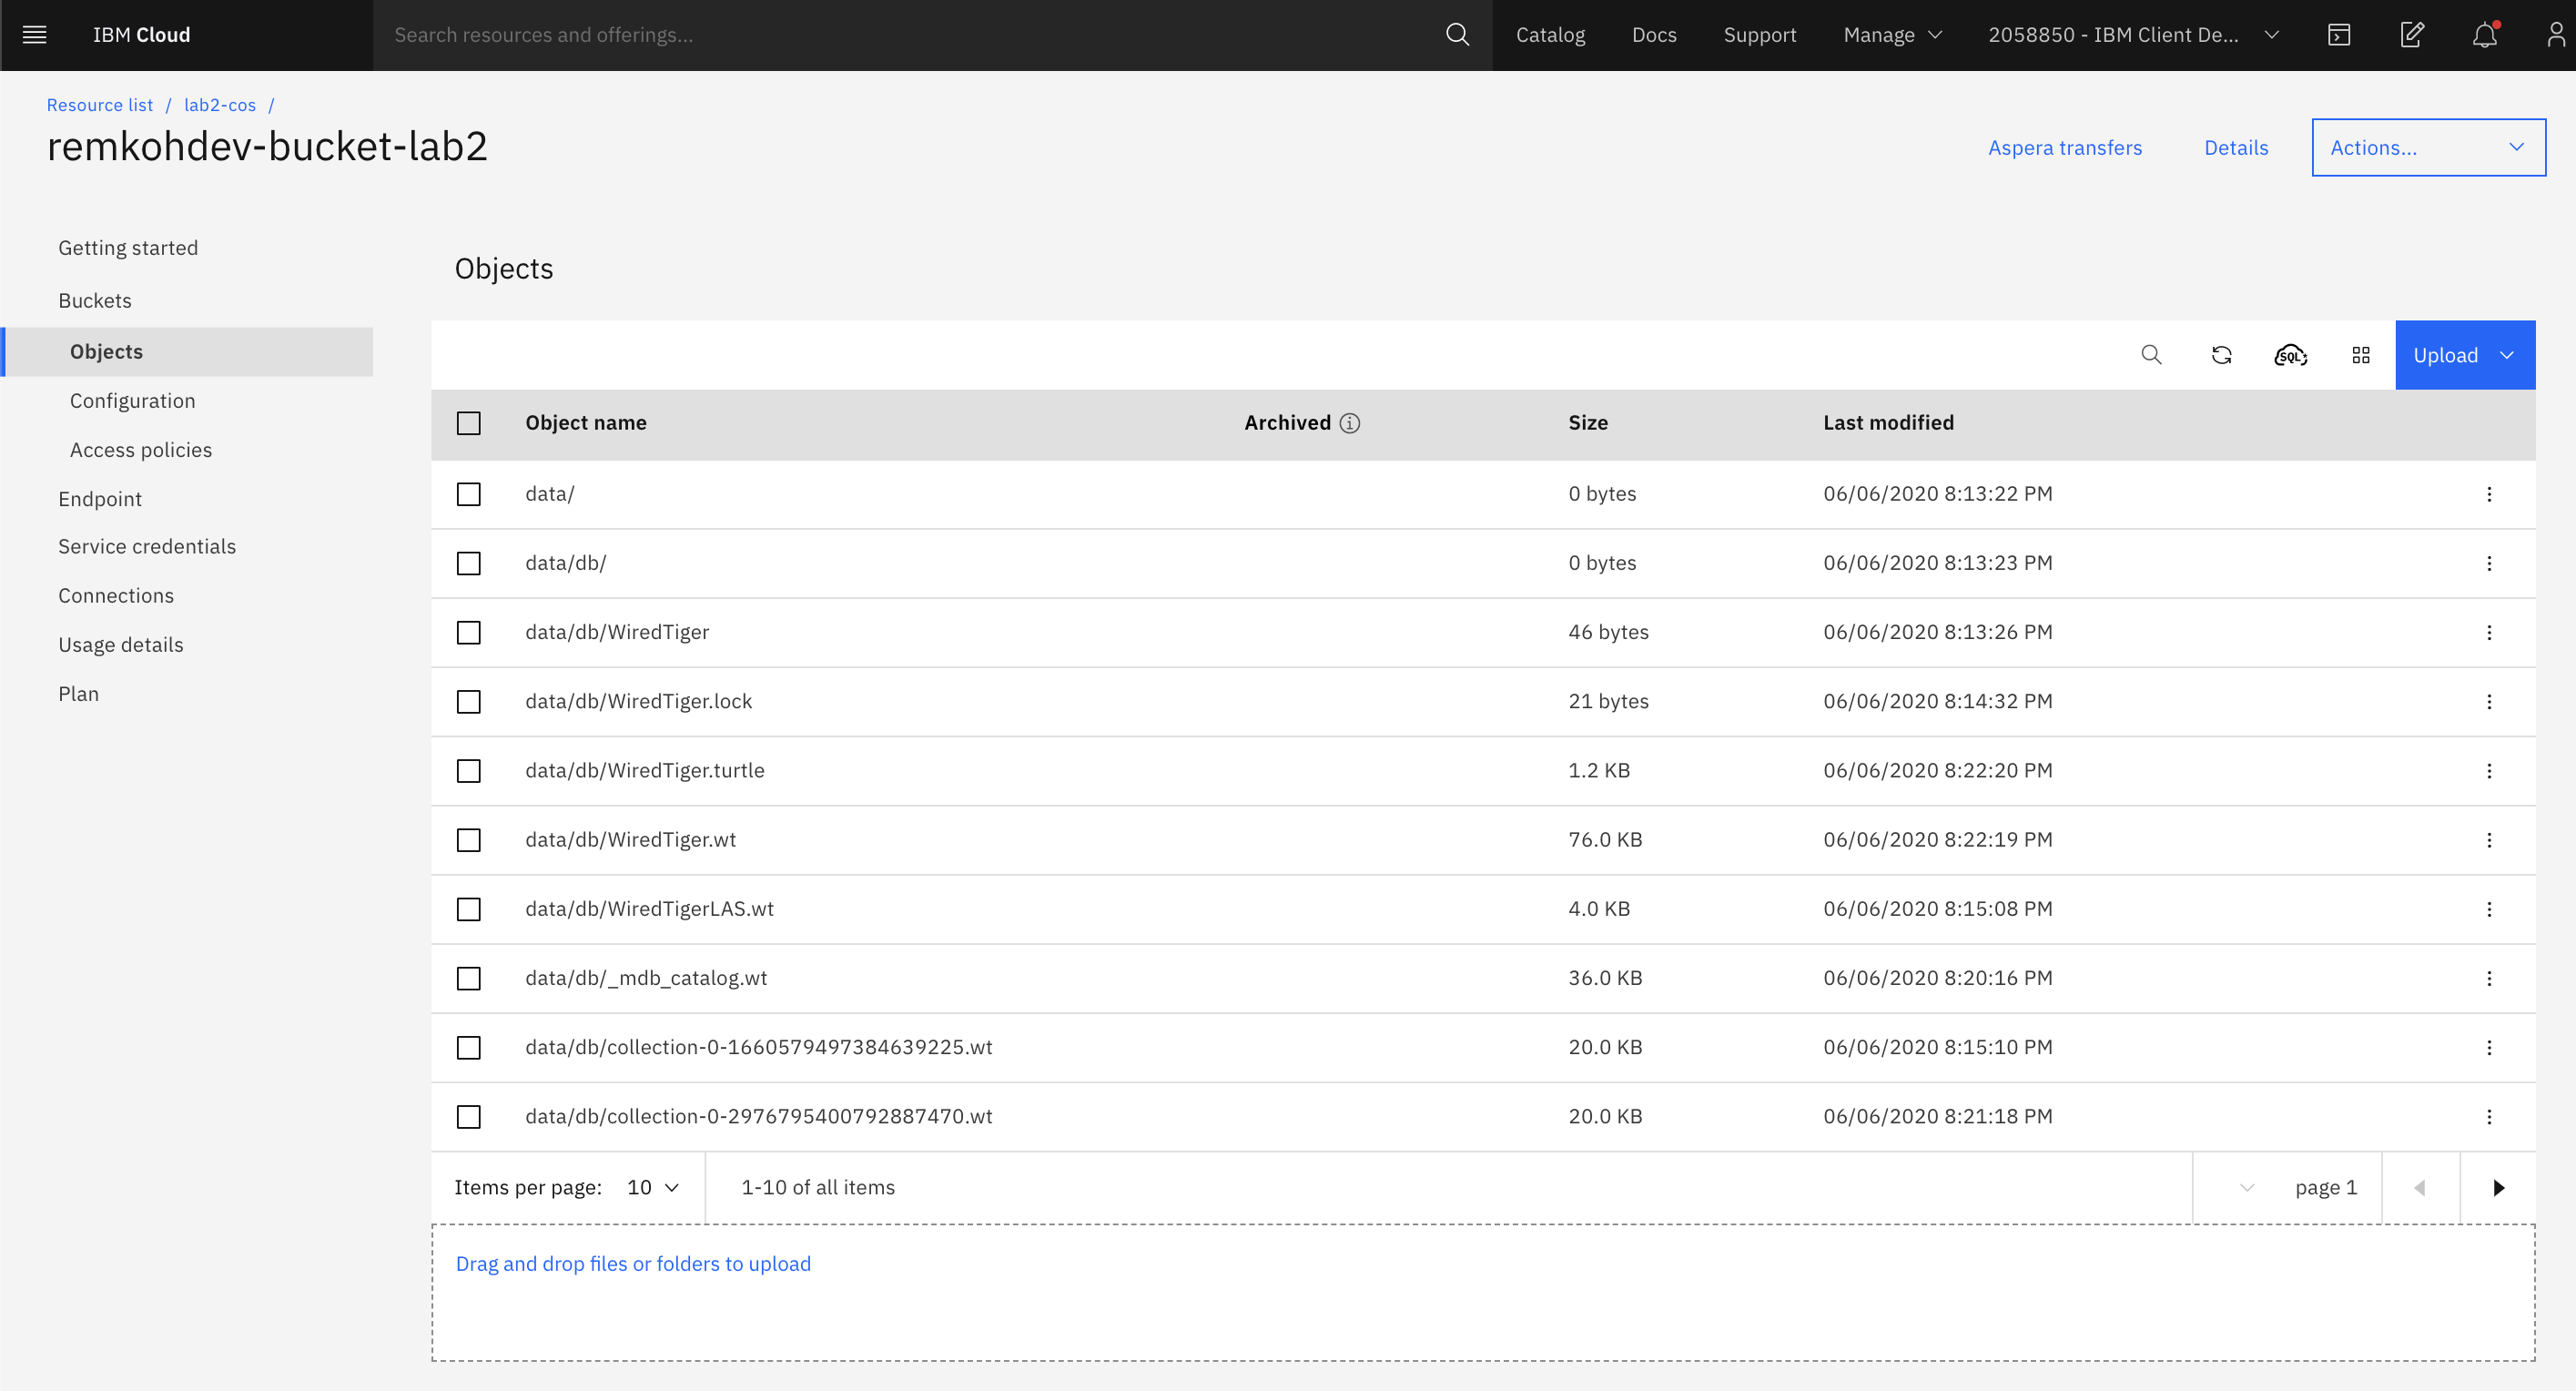 IBM Cloud
Search resources and offerings...
Catalog
Docs
Support
Manage
2058850 - IBM Client De...
Resource list / lab2-cos /
remkohdev-bucket-lab2
Aspera transfers
Details
Actions...
Getting started
Buckets
Objects
Configuration
Access policies
Endpoint
Service credentials
Connections
Usage details
Plan
Objects
SQL
Upload
Object name Archived Size Last modified
data/ 0 bytes 06/06/2020 8:13:22 PM
data/db/ 0 bytes 06/06/2020 8:13:23 PM
data/db/WiredTiger 46 bytes 06/06/2020 8:13:26 PM
data/db/WiredTiger.lock 21 bytes 06/06/2020 8:14:32 PM
data/db/WiredTiger.turtle 1.2 KB 06/06/2020 8:22:20 PM
data/db/WiredTiger.wt 76.0 KB 06/06/2020 8:22:19 PM
data/db/WiredTigerLAS.wt 4.0 KB 06/06/2020 8:15:08 PM
data/db/_mdb_catalog.wt 36.0 KB 06/06/2020 8:20:16 PM
data/db/collection-0-1660579497384639225.wt 20.0 KB 06/06/2020 8:15:10 PM
data/db/collection-0-2976795400792887470.wt 20.0 KB 06/06/2020 8:21:18 PM
Items per page: 10 1-10 of all items page 1
Drag and drop files or folders to upload